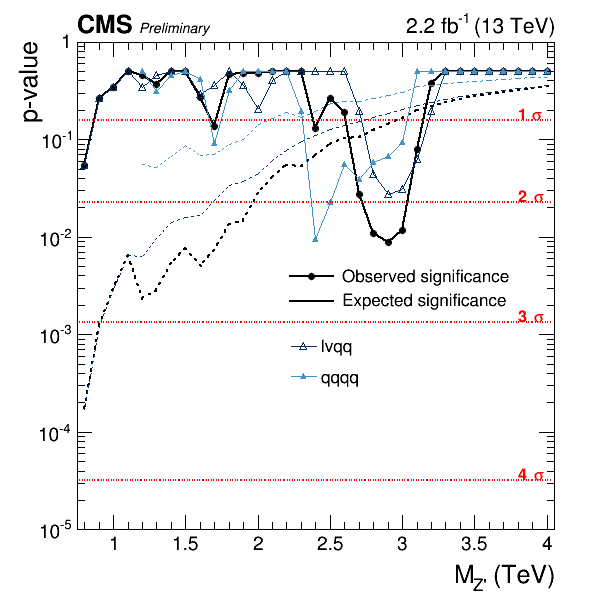 CMS Preliminary 2.2 fb⁻¹ (13 TeV)
p-value
1
10⁻¹
10⁻²
10⁻³
10⁻⁴
10⁻⁵
1 σ
2 σ
3 σ
4 σ
Observed significance
Expected significance
lvqq
qqqq
1 1.5 2 2.5 3 3.5 4
M_Z' (TeV)